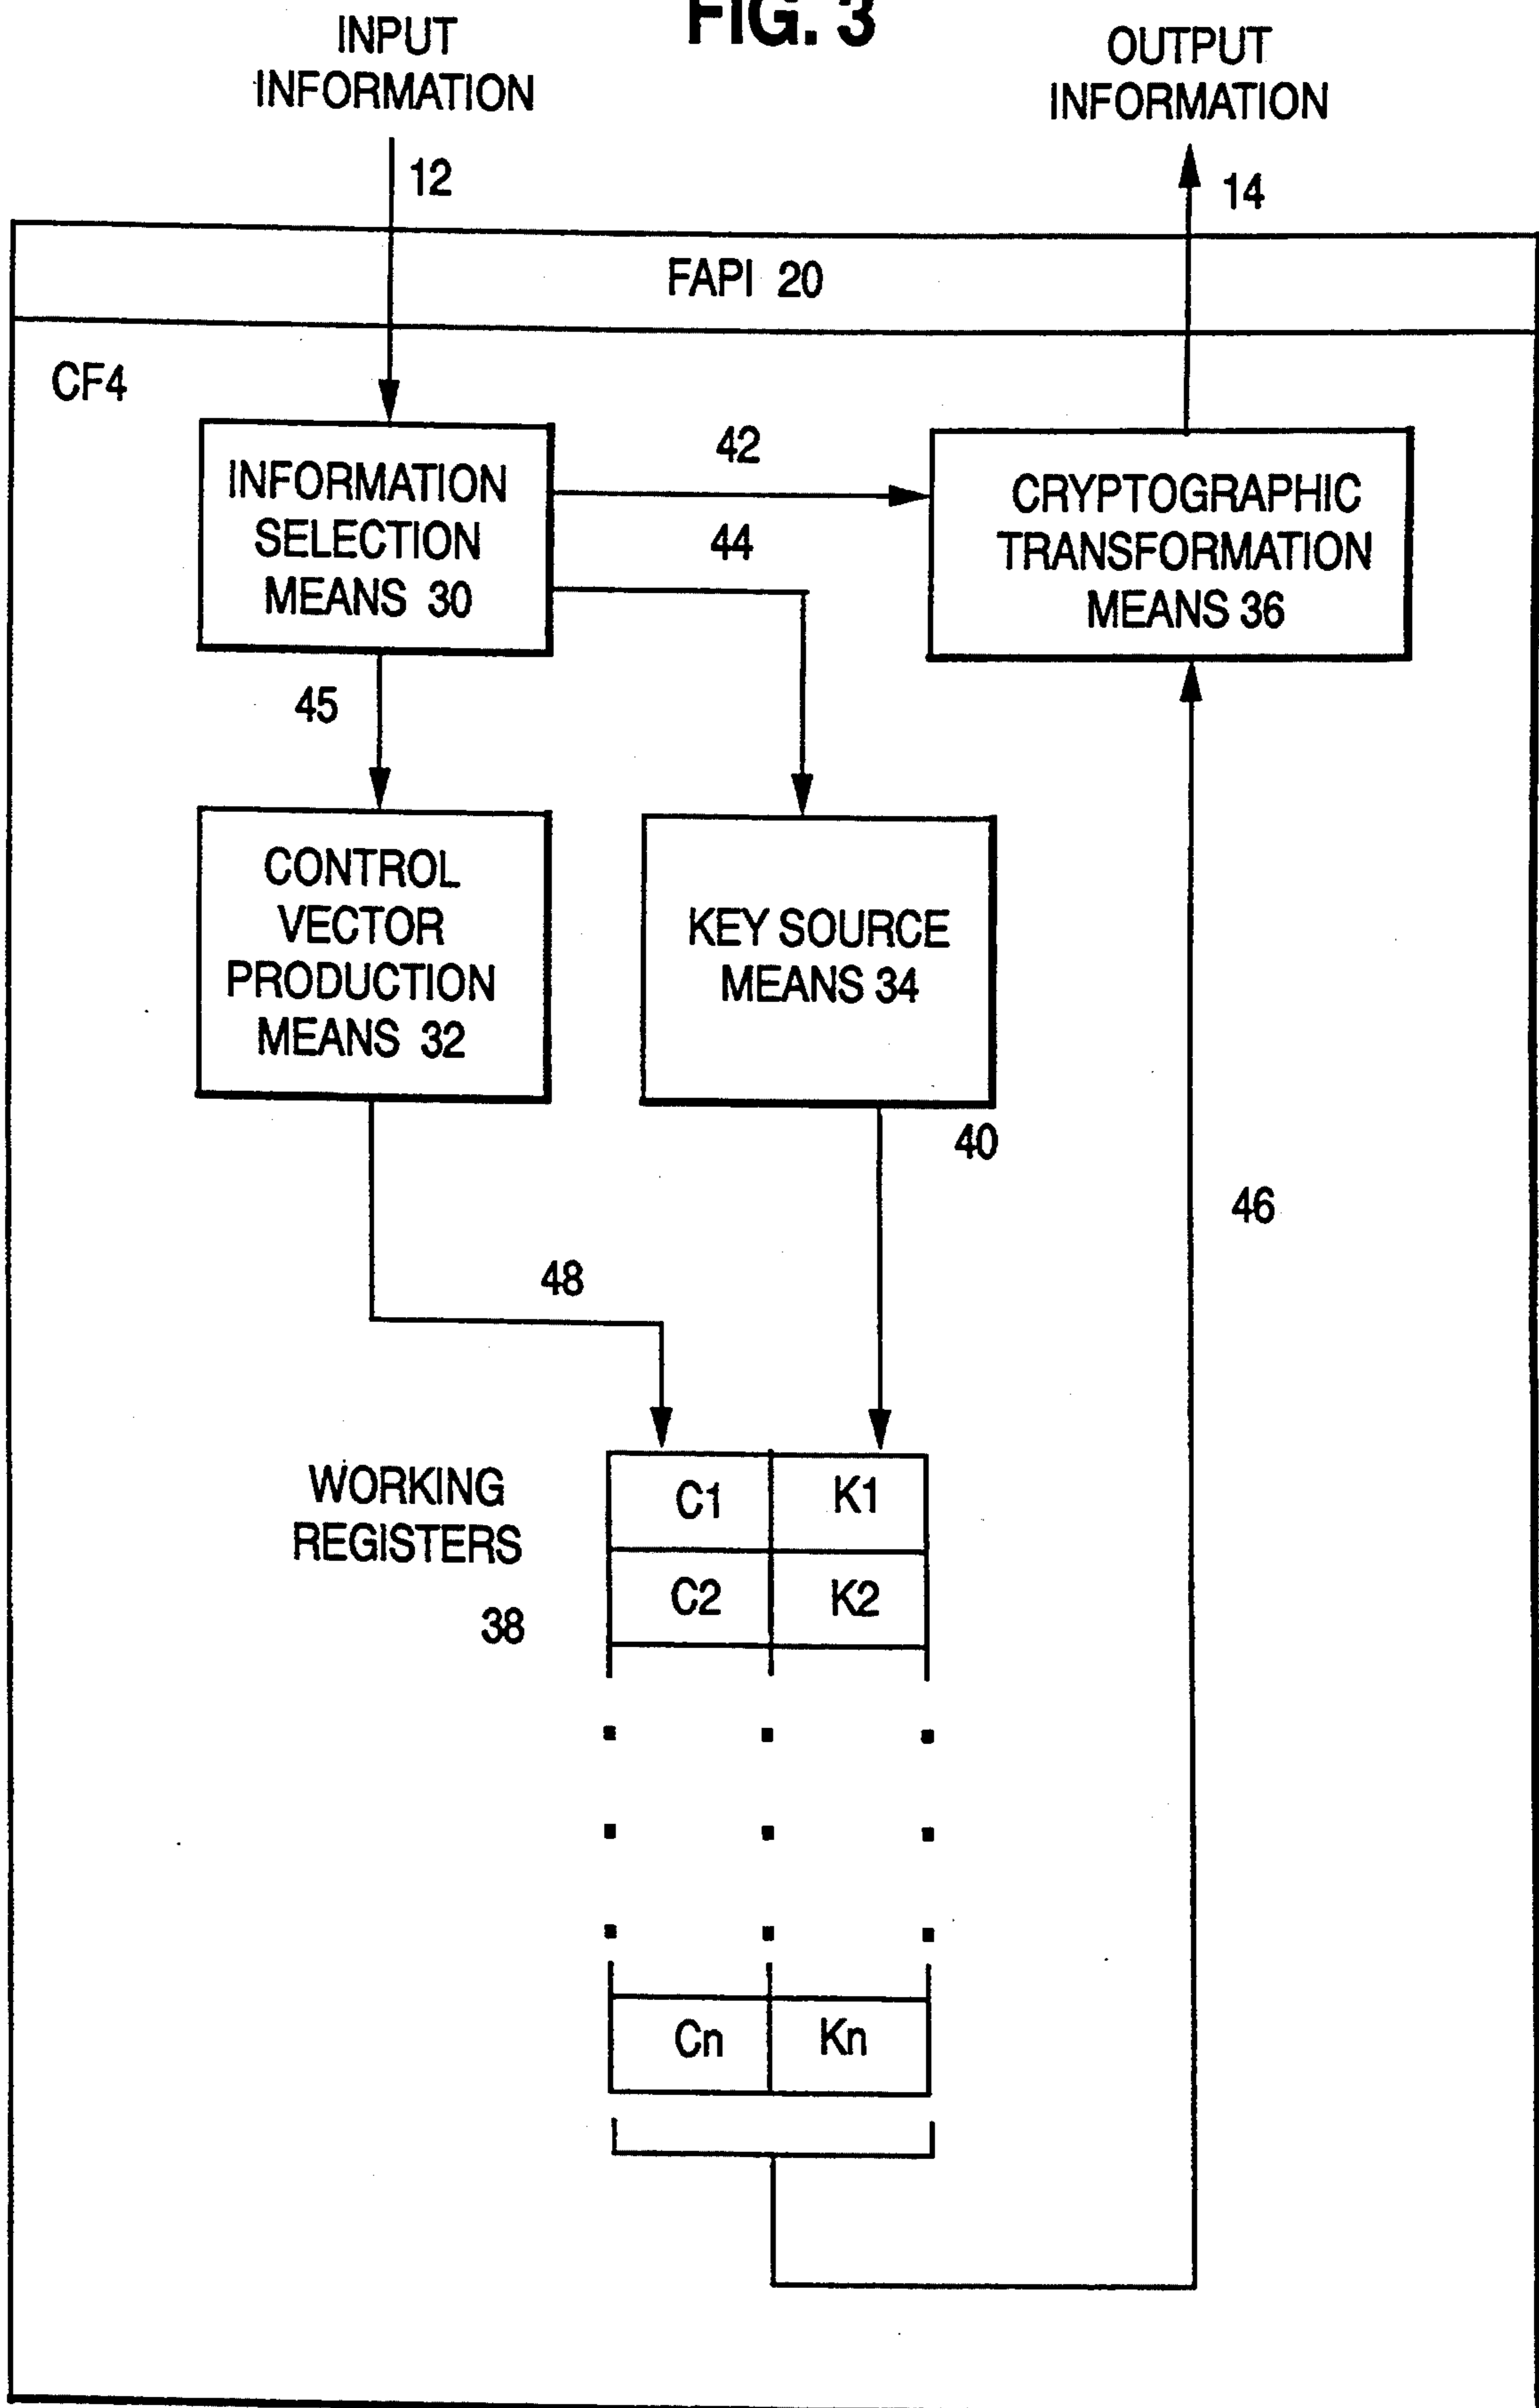 FIG. 3
INPUT
INFORMATION
OUTPUT
INFORMATION
12
14
FAPI 20
CF4
INFORMATION
SELECTION
MEANS 30
42
44
CRYPTOGRAPHIC
TRANSFORMATION
MEANS 36
45
CONTROL
VECTOR
PRODUCTION
MEANS 32
KEY SOURCE
MEANS 34
40
46
48
WORKING
REGISTERS
38
C1 K1
C2 K2
Cn Kn